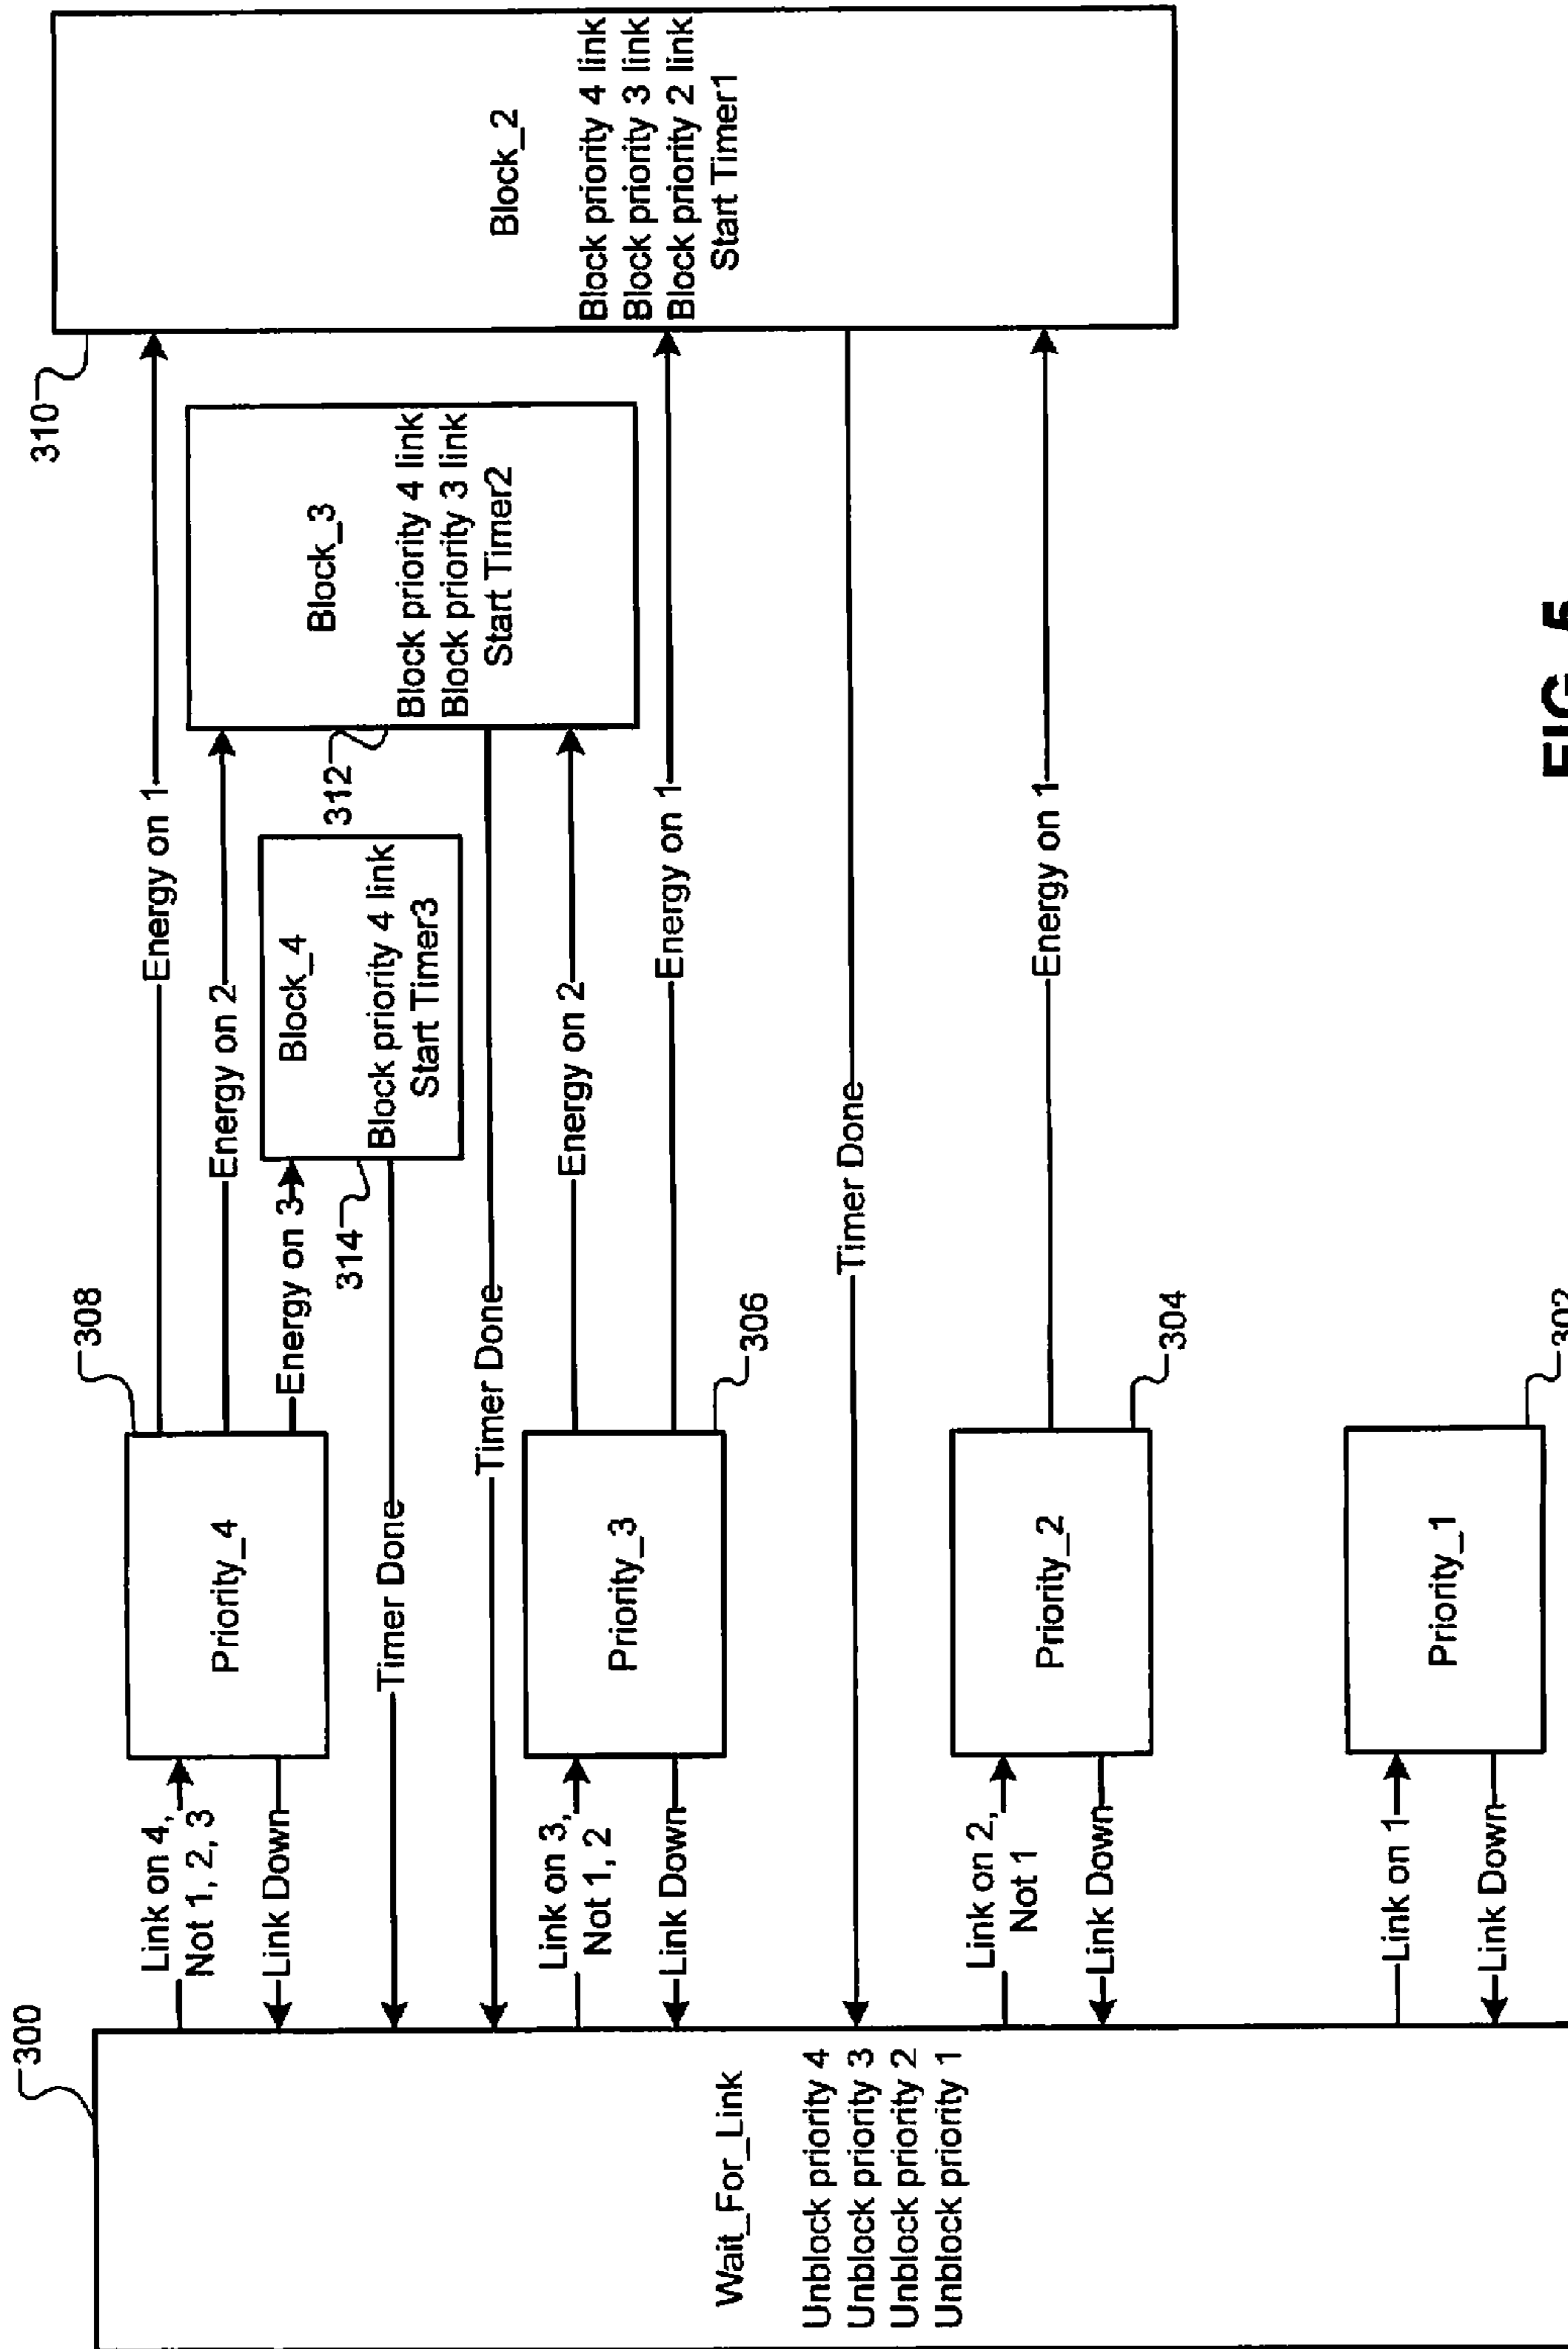 300
Wait_For_Link
Unblock priority 4
Unblock priority 3
Unblock priority 2
Unblock priority 1
Link on 4,
Not 1, 2, 3
Link Down
Timer Done
Timer Done
Link on 3,
Not 1, 2
Link Down
Timer Done
Link on 2,
Not 1
Link Down
Link on 1
Link Down
308
Priority_4
306
Priority_3
304
Priority_2
302
Priority_1
Energy on 1
Energy on 2
Energy on 3
314
Block_4
Block priority 4 link
Start Timer3
Energy on 2
Energy on 1
Energy on 1
312
Block_3
Block priority 4 link
Block priority 3 link
Start Timer2
310
Block_2
Block priority 4 link
Block priority 3 link
Block priority 2 link
Start Timer1
FIG. 5